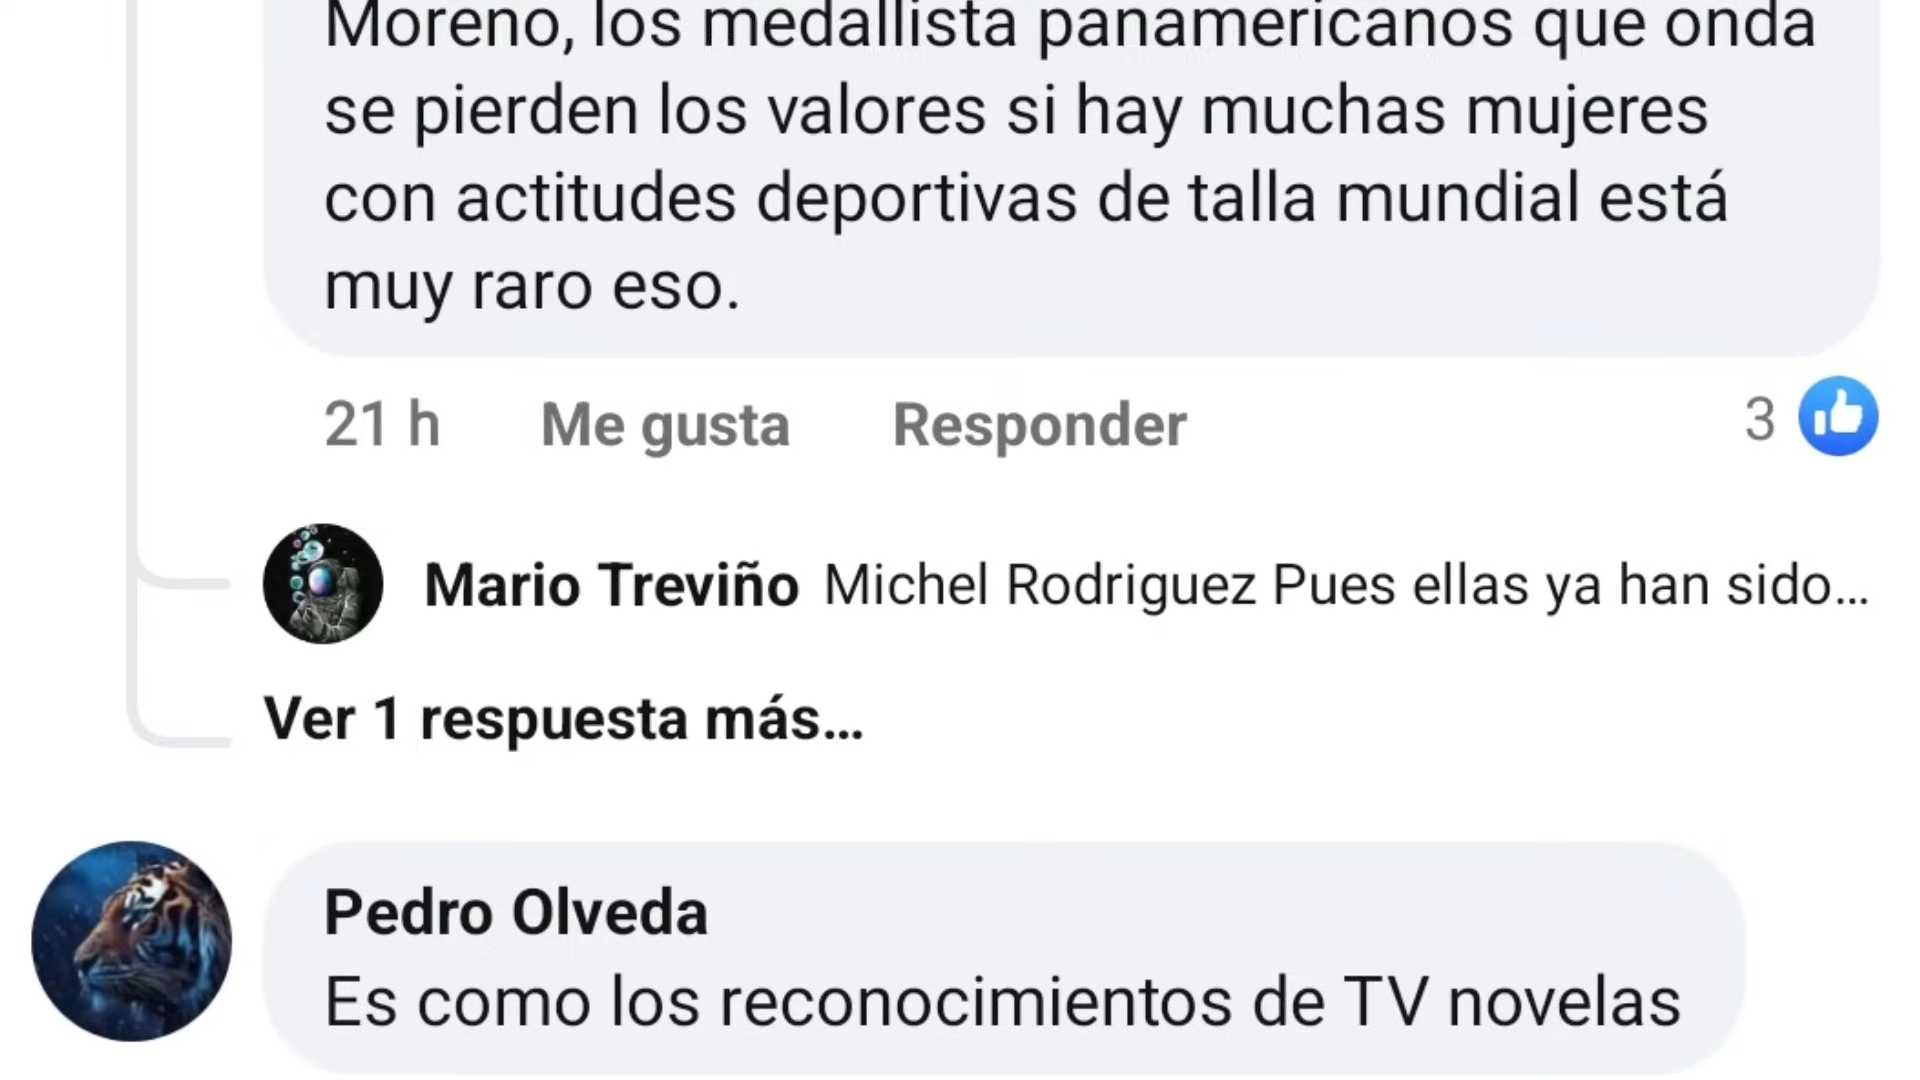 Moreno, los medallista panamericanos que onda
se pierden los valores si hay muchas mujeres
con actitudes deportivas de talla mundial está
muy raro eso.
21 h Me gusta Responder 3
Mario Treviño Michel Rodriguez Pues ellas ya han sido...
Ver 1 respuesta más...
Pedro Olveda
Es como los reconocimientos de TV novelas